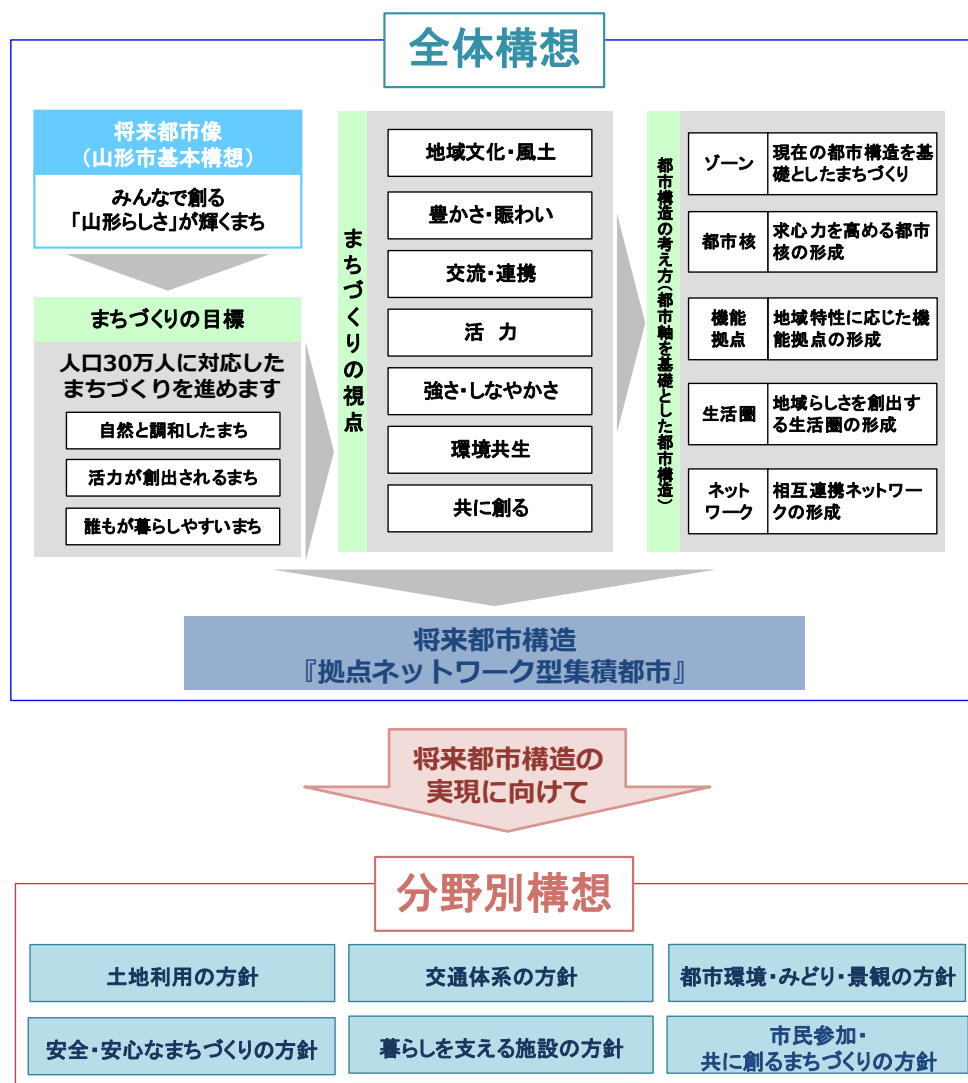 全体構想
将来都市像
（山形市基本構想）
みんなで創る
「山形らしさ」が輝くまち
まちづくりの目標
人口30万人に対応した
まちづくりを進めます
自然と調和したまち
活力が創出されるまち
誰もが暮らしやすいまち
まちづくりの視点
地域文化・風土
豊かさ・賑わい
交流・連携
活　力
強さ・しなやかさ
環境共生
共に創る
都市構造の考え方（都市軸を基礎とした都市構造）
ゾーン
現在の都市構造を基
礎としたまちづくり
都市核
求心力を高める都市
核の形成
機能
拠点
地域特性に応じた機
能拠点の形成
生活圏
地域らしさを創出す
る生活圏の形成
ネット
ワーク
相互連携ネットワー
クの形成
将来都市構造
『拠点ネットワーク型集積都市』
将来都市構造の
実現に向けて
分野別構想
土地利用の方針
交通体系の方針
都市環境・みどり・景観の方針
安全・安心なまちづくりの方針
暮らしを支える施設の方針
市民参加・
共に創るまちづくりの方針